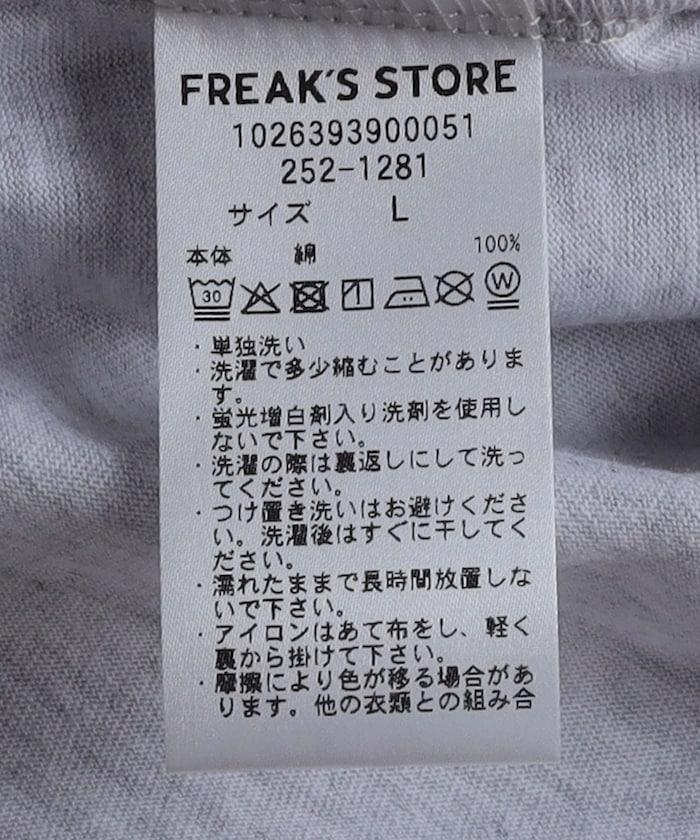 FREAK'S STORE
1026393900051
252-1281
サイズ L
本体 綿 100%
30 W
・単独洗い
・洗濯で多少縮むことがありま
す。
・蛍光増白剤入り洗剤を使用し
ないで下さい。
・洗濯の際は裏返しにして洗っ
てください。
・つけ置き洗いはお避けくださ
い。洗濯後はすぐに干してく
ださい。
・濡れたままで長時間放置しな
いで下さい。
・アイロンはあて布をし、軽く
裏から掛けて下さい。
・摩擦により色が移る場合があ
ります。他の衣類との組み合